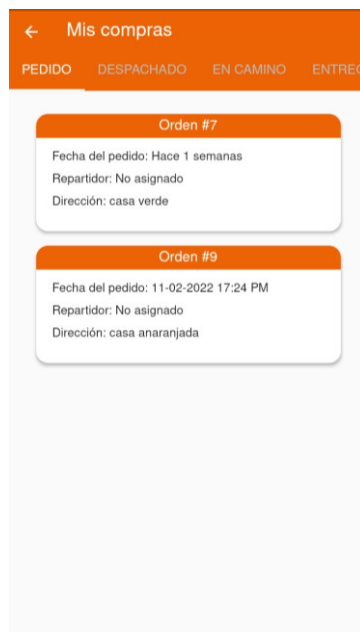 Mis compras
PEDIDO DESPACHADO EN CAMINO ENTREG
Orden #7
Fecha del pedido: Hace 1 semanas
Repartidor: No asignado
Dirección: casa verde
Orden #9
Fecha del pedido: 11-02-2022 17:24 PM
Repartidor: No asignado
Dirección: casa anaranjada